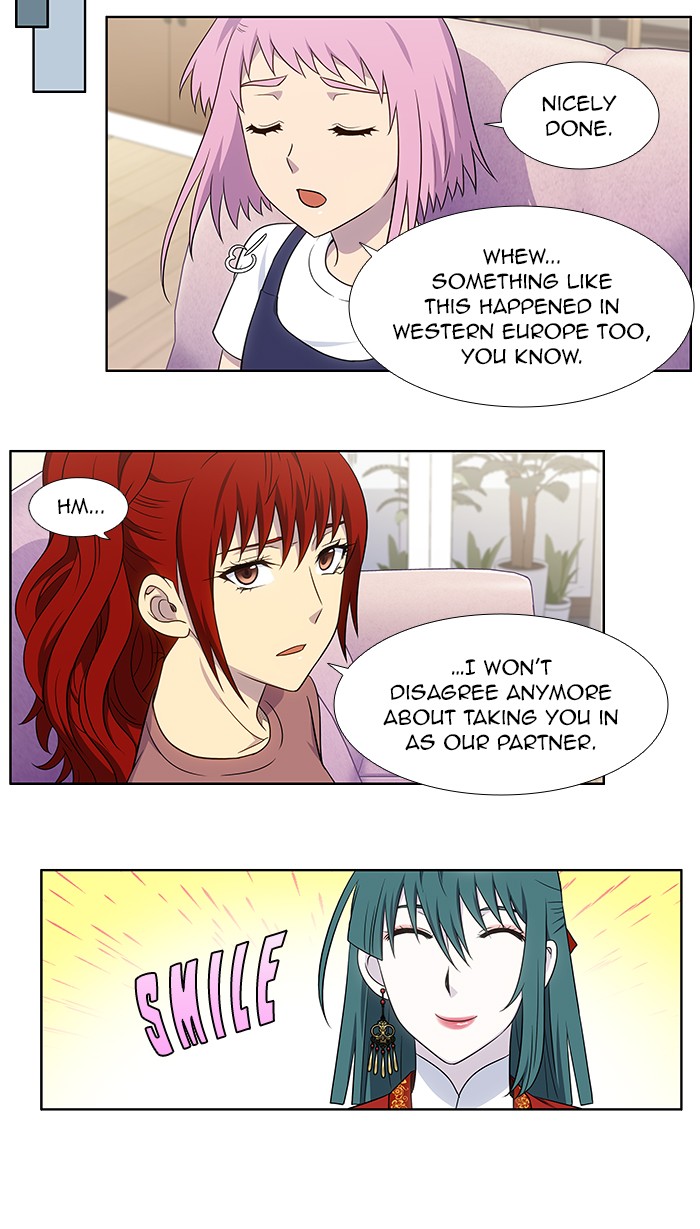 NICELY
DONE.
WHEW...
SOMETHING LIKE
THIS HAPPENED IN
WESTERN EUROPE TOO,
YOU KNOW.
HM...
...I WON'T
DISAGREE ANYMORE
ABOUT TAKING YOU IN
AS OUR PARTNER.
SMILE